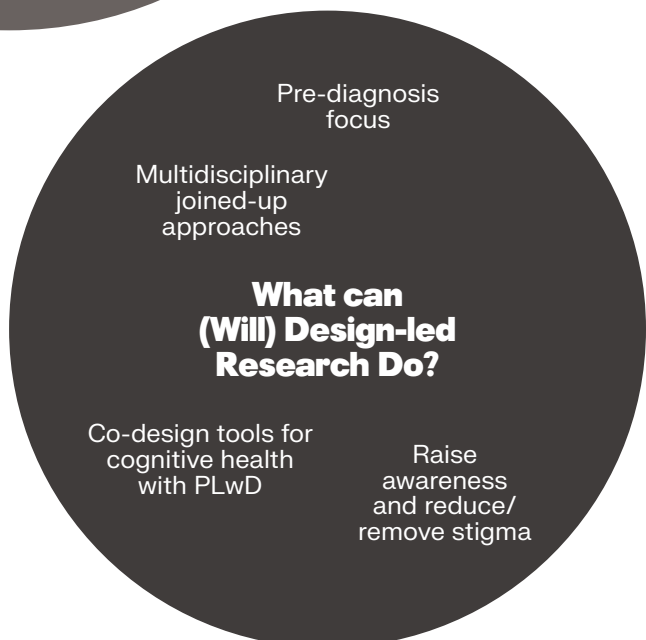 Pre-diagnosis
focus
Multidisciplinary
joined-up
approaches
What can
(Will) Design-led
Research Do?
Co-design tools for
cognitive health
with PLwD
Raise
awareness
and reduce/
remove stigma